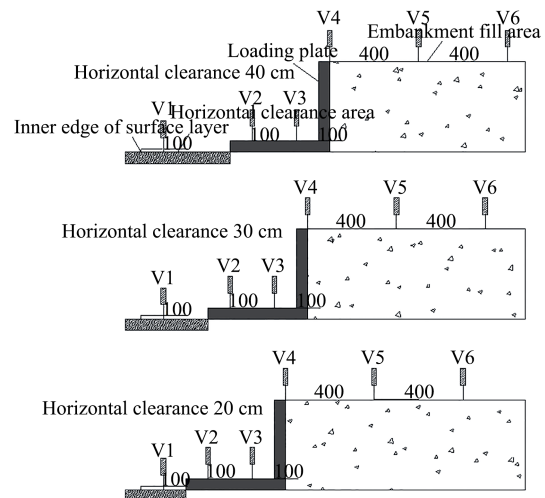 V4 V5 V6
Embankment fill area
400 400
Loading plate
Horizontal clearance 40 cm
V1 V2 V3
Horizontal clearance area
Inner edge of surface layer
100 100 100
V4 V5 V6
400 400
Horizontal clearance 30 cm
V1 V2 V3
100 100 100
V4 V5 V6
400 400
Horizontal clearance 20 cm
V1 V2 V3
100 100 100